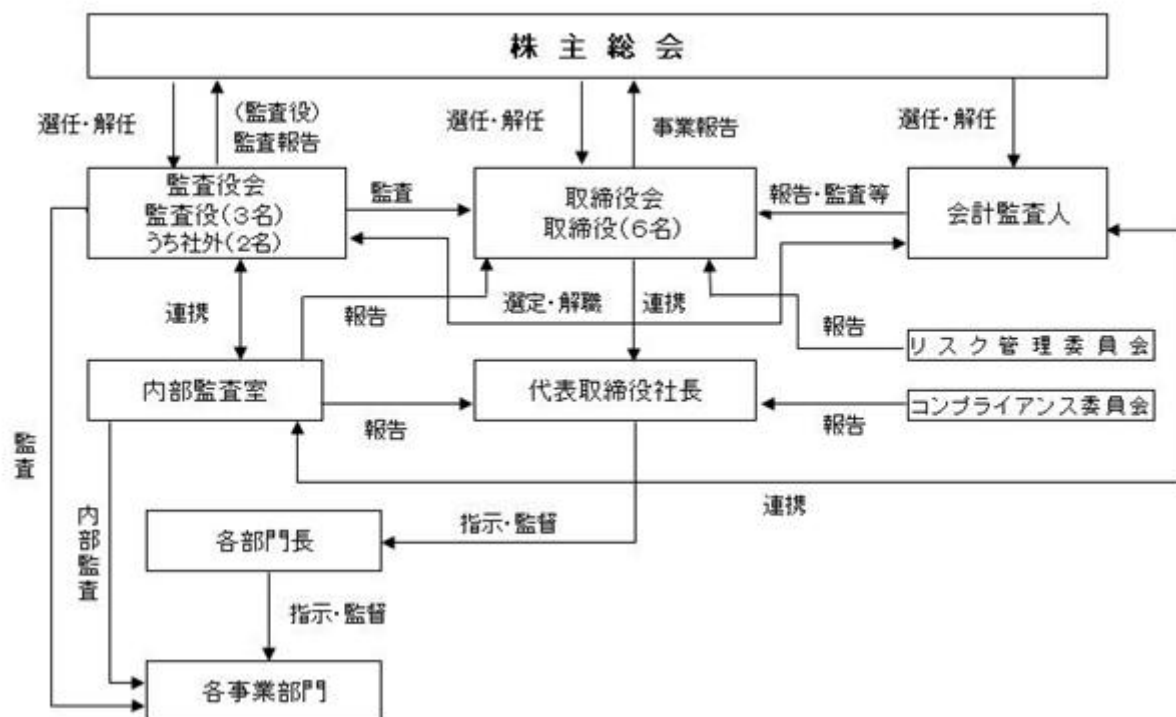 株主総会
選任・解任
(監査役)
監査報告
選任・解任
事業報告
選任・解任
監査役会
監査役(3名)
うち社外(2名)
監査
取締役会
取締役(6名)
報告・監査等
会計監査人
連携
報告
選定・解職
連携
報告
リスク管理委員会
内部監査室
代表取締役社長
コンプライアンス委員会
報告
報告
監査
内部監査
連携
各部門長
指示・監督
指示・監督
各事業部門